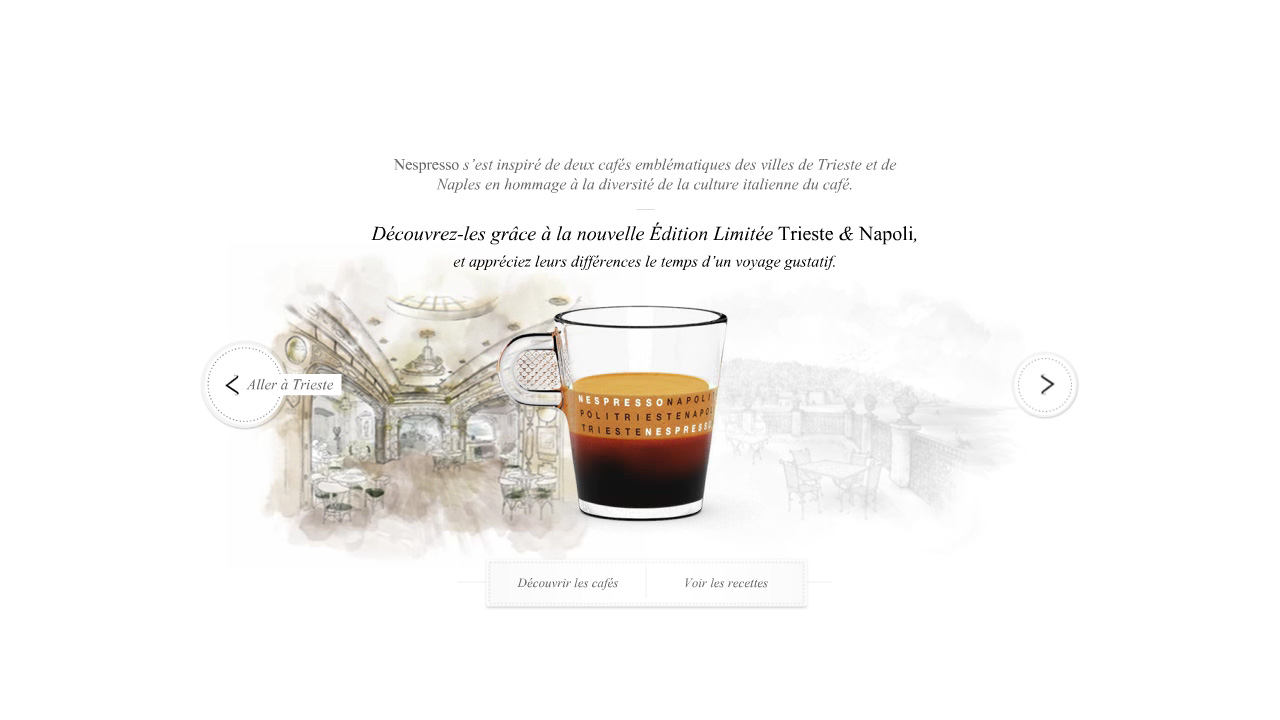 Nespresso s’est inspiré de deux cafés emblématiques des villes de Trieste et de
Naples en hommage à la diversité de la culture italienne du café.
Découvrez-les grâce à la nouvelle Édition Limitée Trieste & Napoli,
et appréciez leurs différences le temps d’un voyage gustatif.
Aller à Trieste
NESPRESSONAPOLIT
POLITRIESTENAPOL
TRIESTENESPRESSO
Découvrir les cafés
Voir les recettes